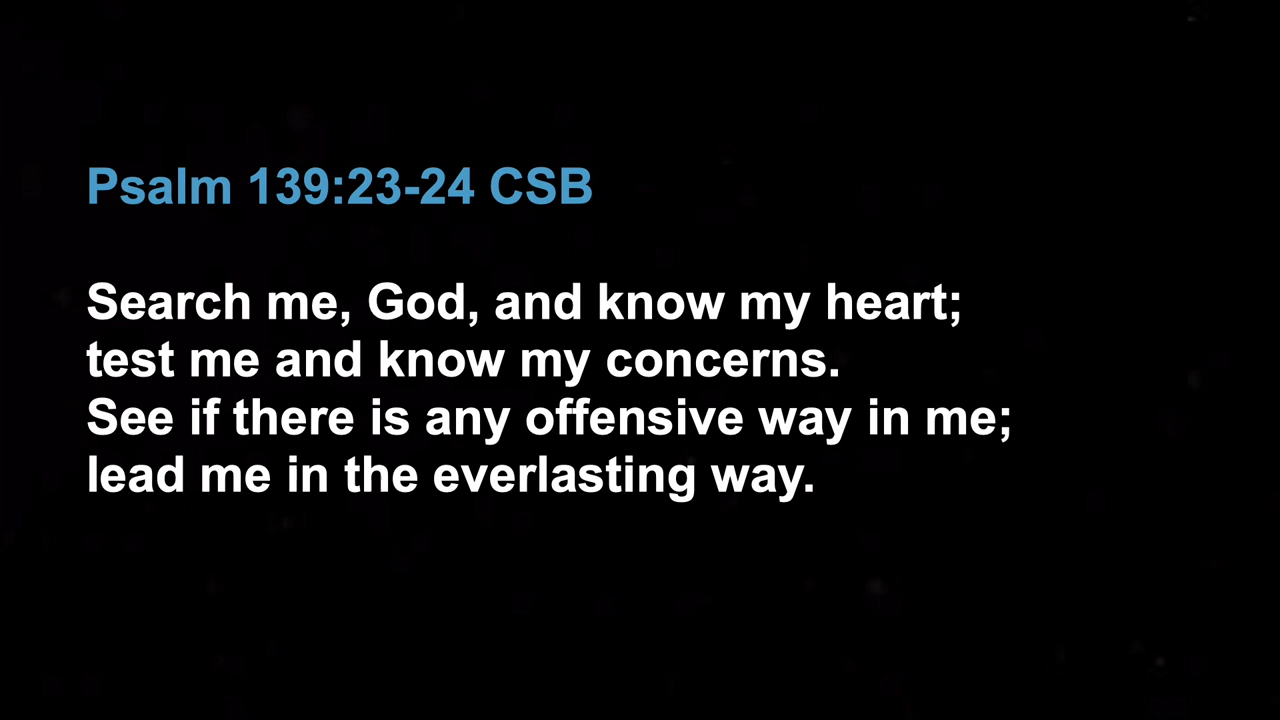 Psalm 139:23-24 CSB
Search me, God, and know my heart;
test me and know my concerns.
See if there is any offensive way in me;
lead me in the everlasting way.